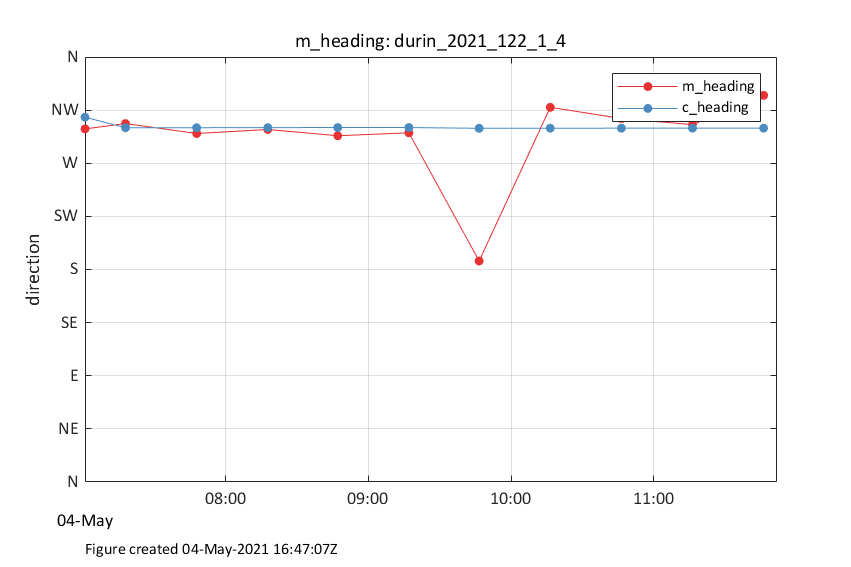 m_heading: durin_2021_122_1_4
N
NW
W
SW
S
SE
E
NE
N
direction
m_heading
c_heading
08:00 09:00 10:00 11:00
04-May
Figure created 04-May-2021 16:47:07Z